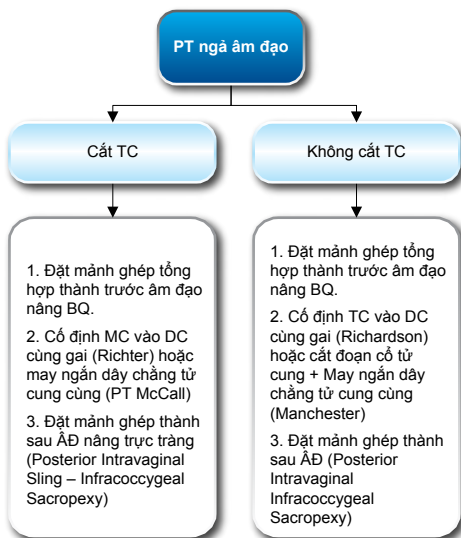 PT ngả âm đạo
Cắt TC
Không cắt TC
1. Đặt mảnh ghép tổng
hợp thành trước âm đạo
nâng BQ.
2. Cố định MC vào DC
cùng gai (Richter) hoặc
may ngắn dây chằng tử
cung cùng (PT McCall)
3. Đặt mảnh ghép thành
sau ÂĐ nâng trực tràng
(Posterior Intravaginal
Sling – Infracoccygeal
Sacropexy)
1. Đặt mảnh ghép tổng
hợp thành trước âm đạo
nâng BQ.
2. Cố định TC vào DC
cùng gai (Richardson)
hoặc cắt đoạn cổ tử
cung + May ngắn dây
chằng tử cung cùng
(Manchester)
3. Đặt mảnh ghép thành
sau ÂĐ (Posterior
Intravaginal
Infracoccygeal
Sacropexy)